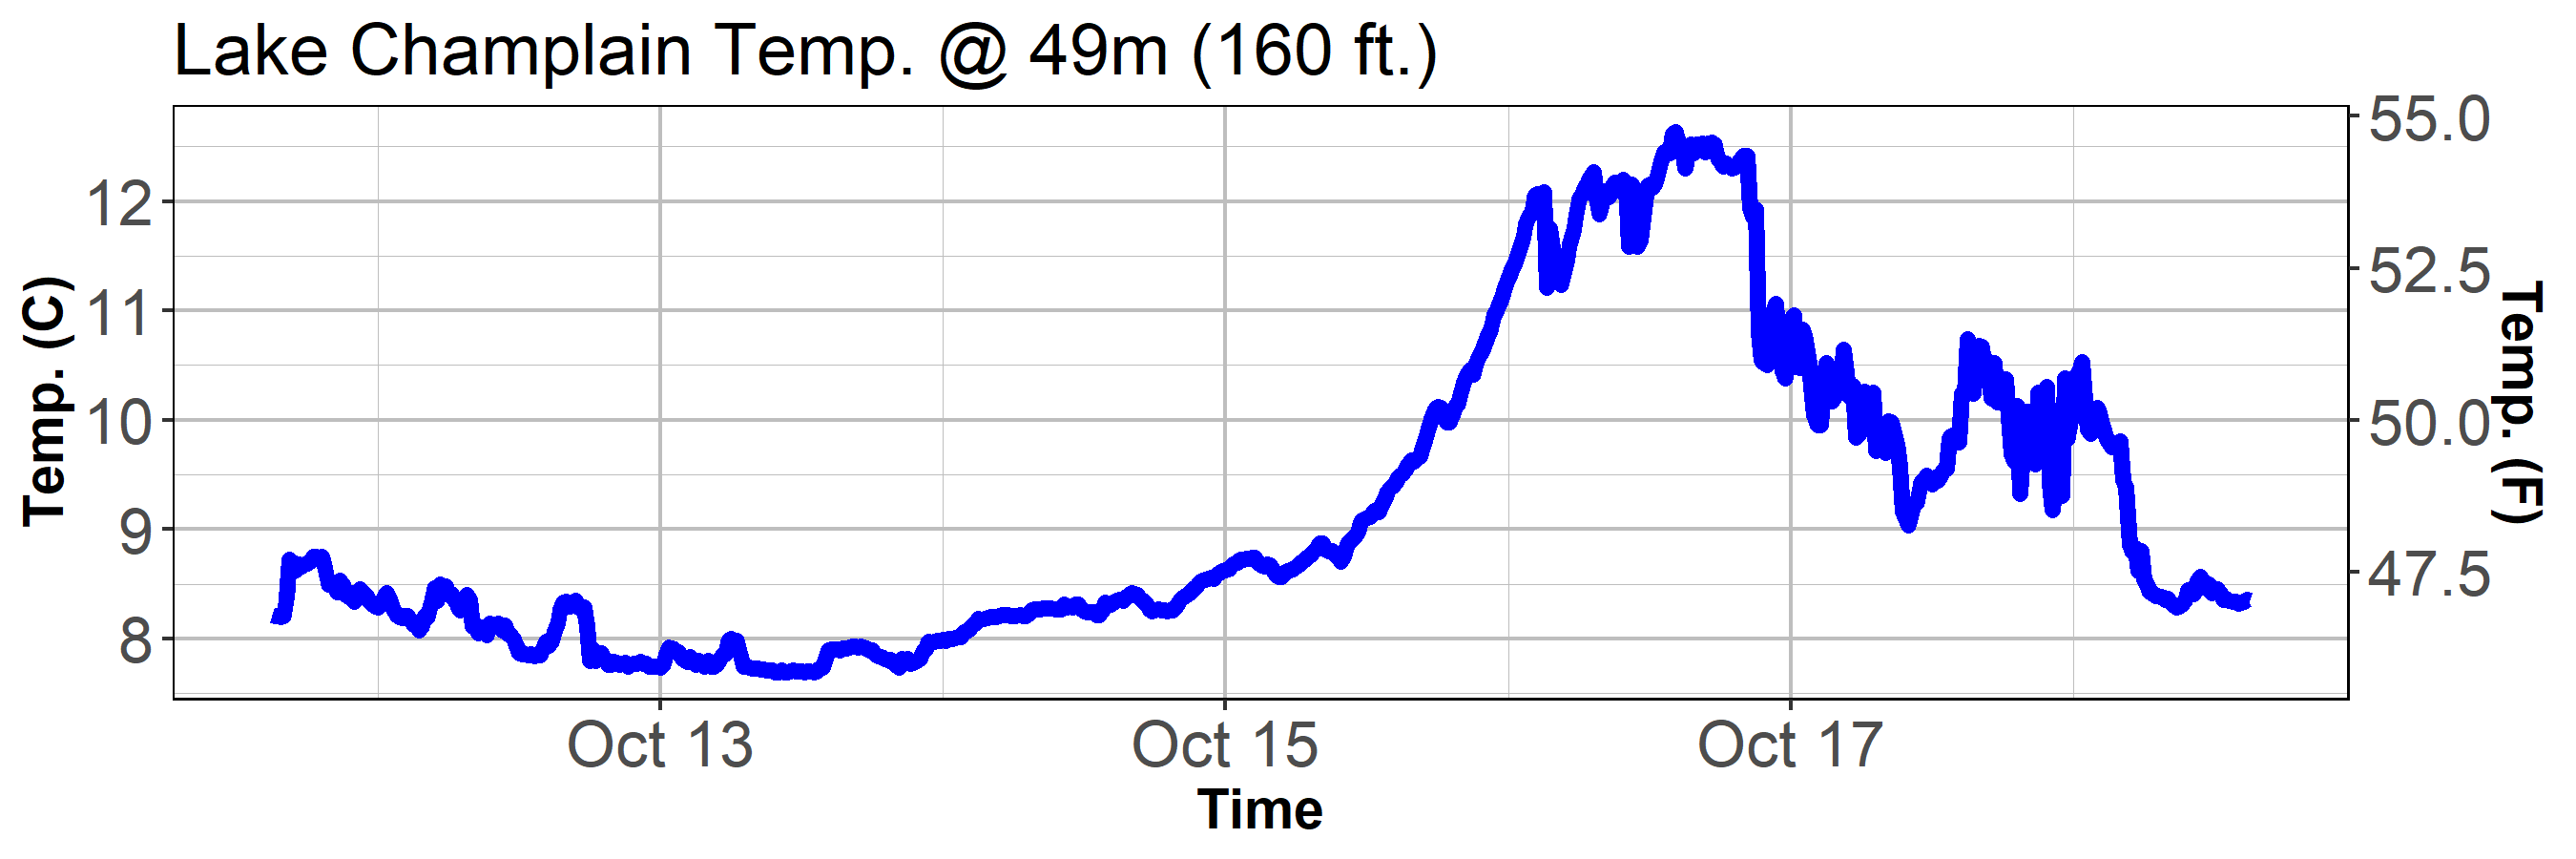 Lake Champlain Temp. @ 49m (160 ft.)
Temp. (C)
12
11
10
9
8
55.0
52.5
50.0
47.5
Temp. (F)
Oct 13
Oct 15
Oct 17
Time